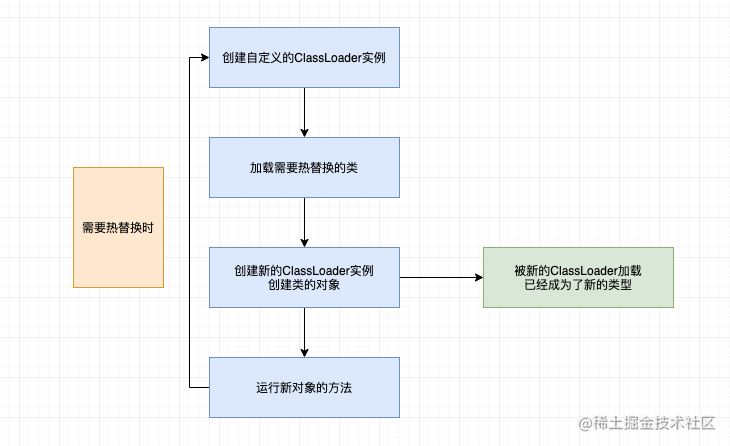 创建自定义的ClassLoader实例
加载需要热替换的类
需要热替换时
创建新的ClassLoader实例
创建类的对象
被新的ClassLoader加载
已经成为了新的类型
运行新对象的方法
@稀土掘金技术社区